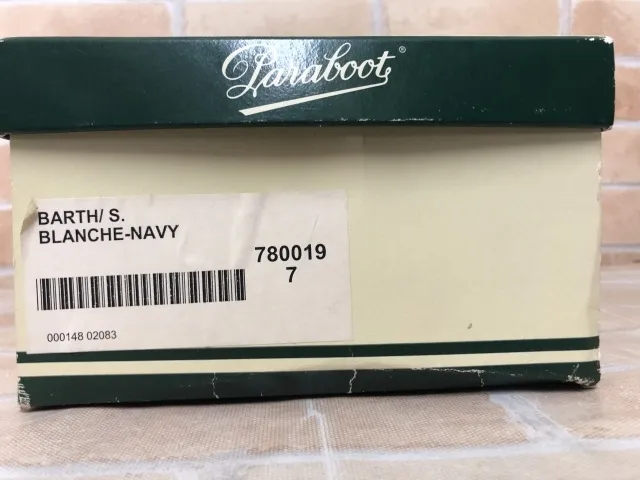 Paraboot®
BARTH/ S.
BLANCHE-NAVY
780019
7
000148 02083